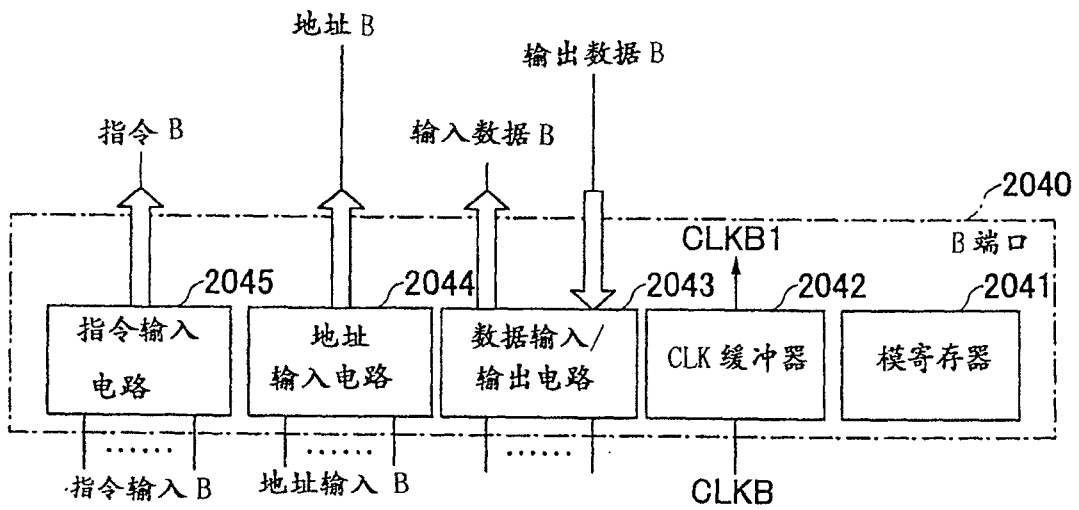 地址 B
输出数据 B
指令 B
输入数据 B
2040
CLKB1
B 端口
2045
2044
2043
2042
2041
指令输入
电路
地址
输入电路
数据输入/
输出电路
CLK 缓冲器
模寄存器
......
......
......
指令输入 B
地址输入 B
CLKB